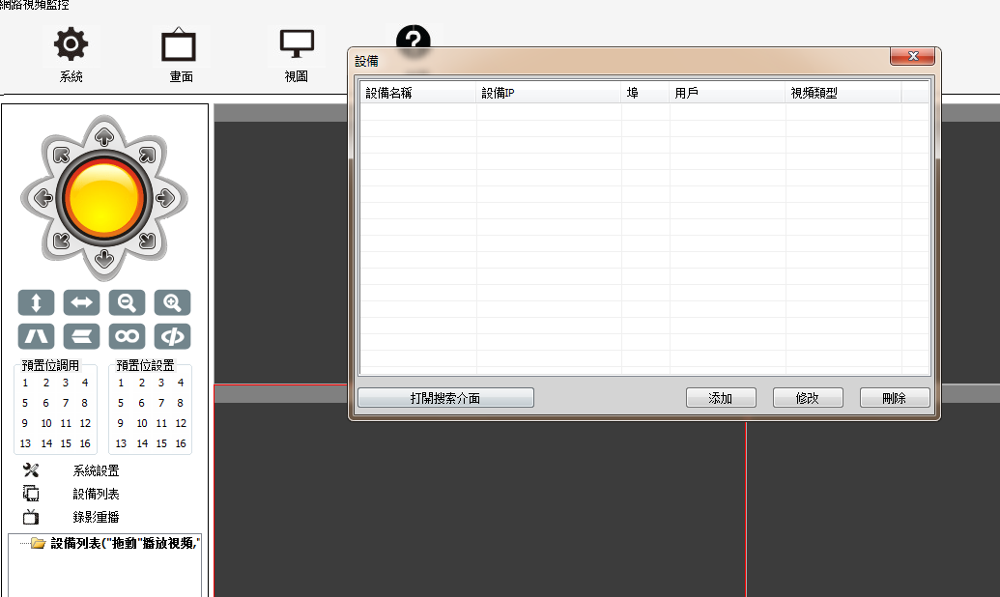 網路視頻監控
系統 畫面 視圖
設備
設備名稱 設備IP 埠 用戶 視頻類型
預置位調用 預置位設置
1 2 3 4 1 2 3 4
5 6 7 8 5 6 7 8
9 10 11 12 9 10 11 12
13 14 15 16 13 14 15 16
打開搜索介面 添加 修改 刪除
系統設置
設備列表
錄影重播
設備列表("拖動"播放視頻,"